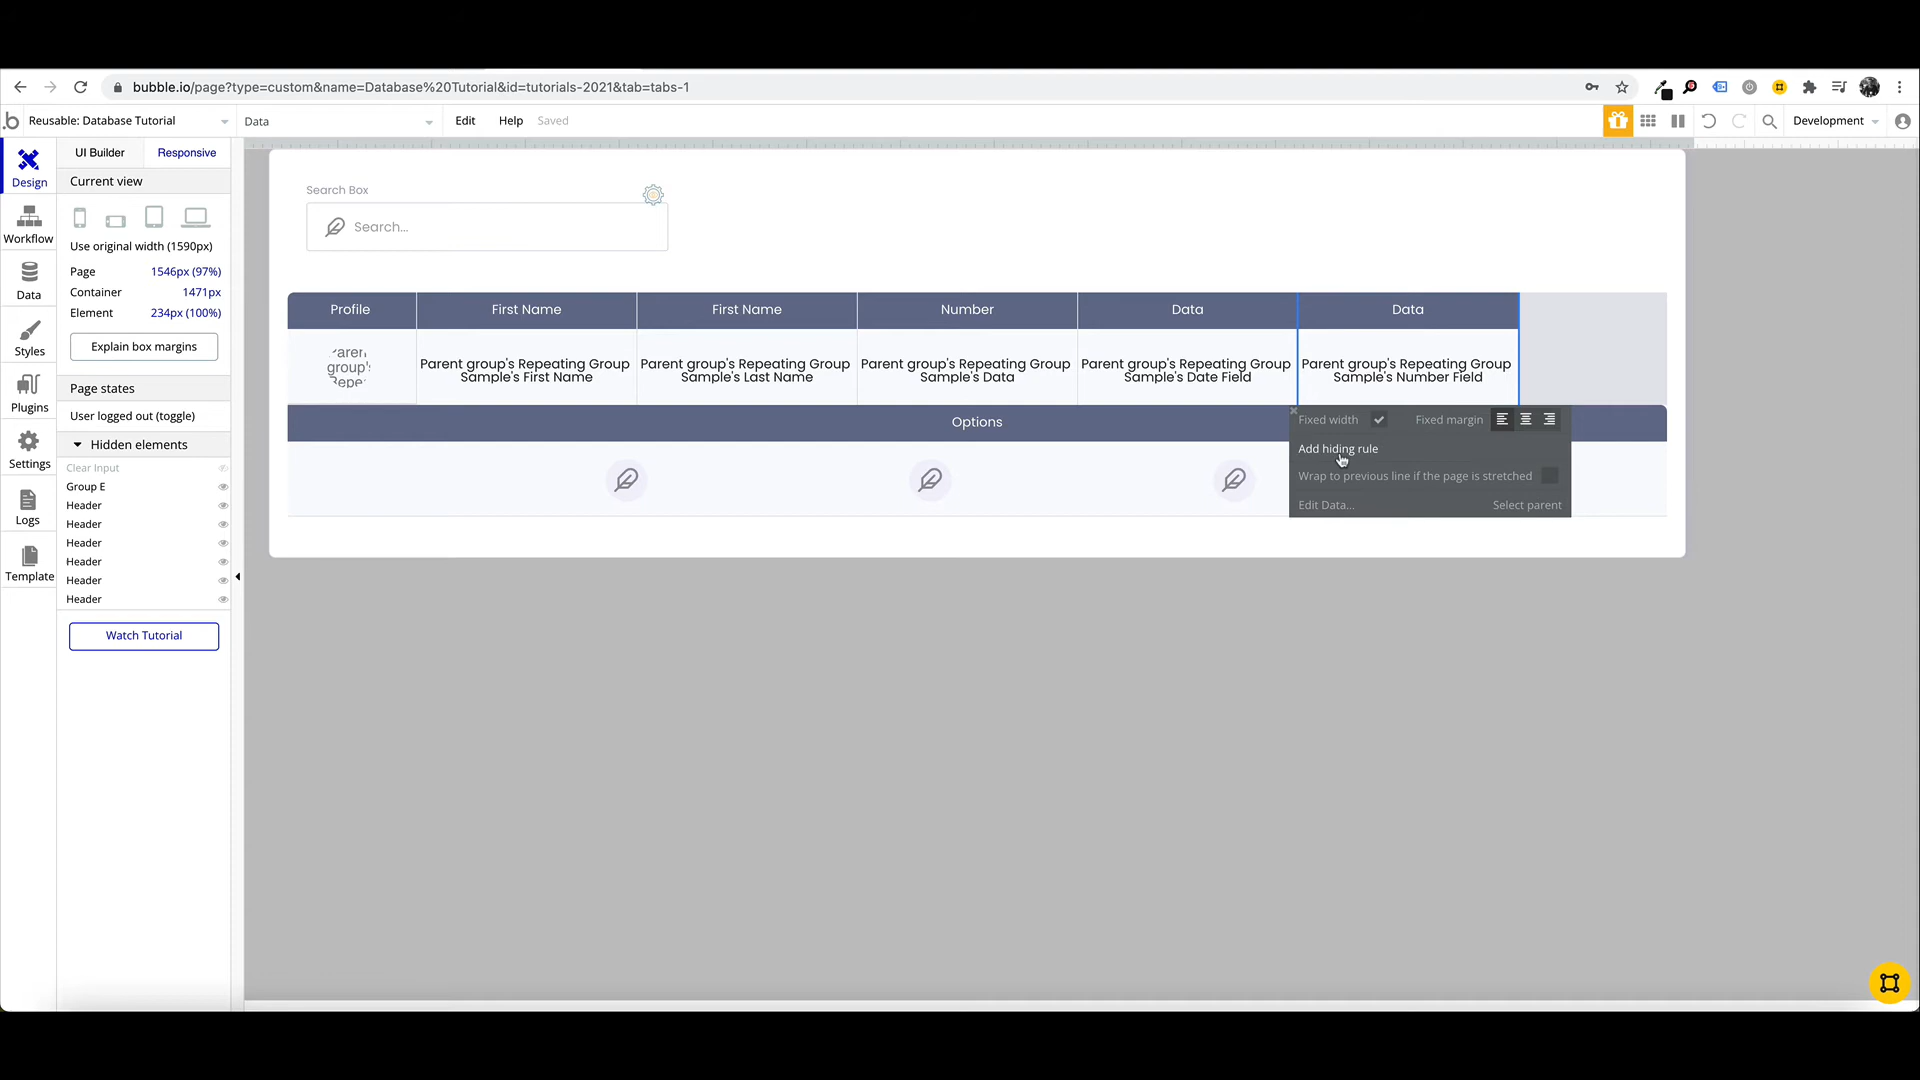 bubble.io/page?type=custom&name=Database%20Tutorial&id=tutorials-2021&tab=tabs-1
Reusable: Database Tutorial
Data
Edit
Help
Saved
Development
Design
Workflow
Data
Styles
Plugins
Settings
Logs
Template
UI Builder
Responsive
Current view
Use original width (1590px)
Page 1546px (97%)
Container 1471px
Element 234px (100%)
Explain box margins
Page states
User logged out (toggle)
Hidden elements
Clear Input
Group E
Header
Header
Header
Header
Header
Header
Watch Tutorial
Search Box
Search...
Profile First Name First Name Number Data Data
Parent group's Repeating Group Sample's First Name
Parent group's Repeating Group Sample's Last Name
Parent group's Repeating Group Sample's Data
Parent group's Repeating Group Sample's Date Field
Parent group's Repeating Group Sample's Number Field
Options
Fixed width Fixed margin
Add hiding rule
Wrap to previous line if the page is stretched
Edit Data... Select parent